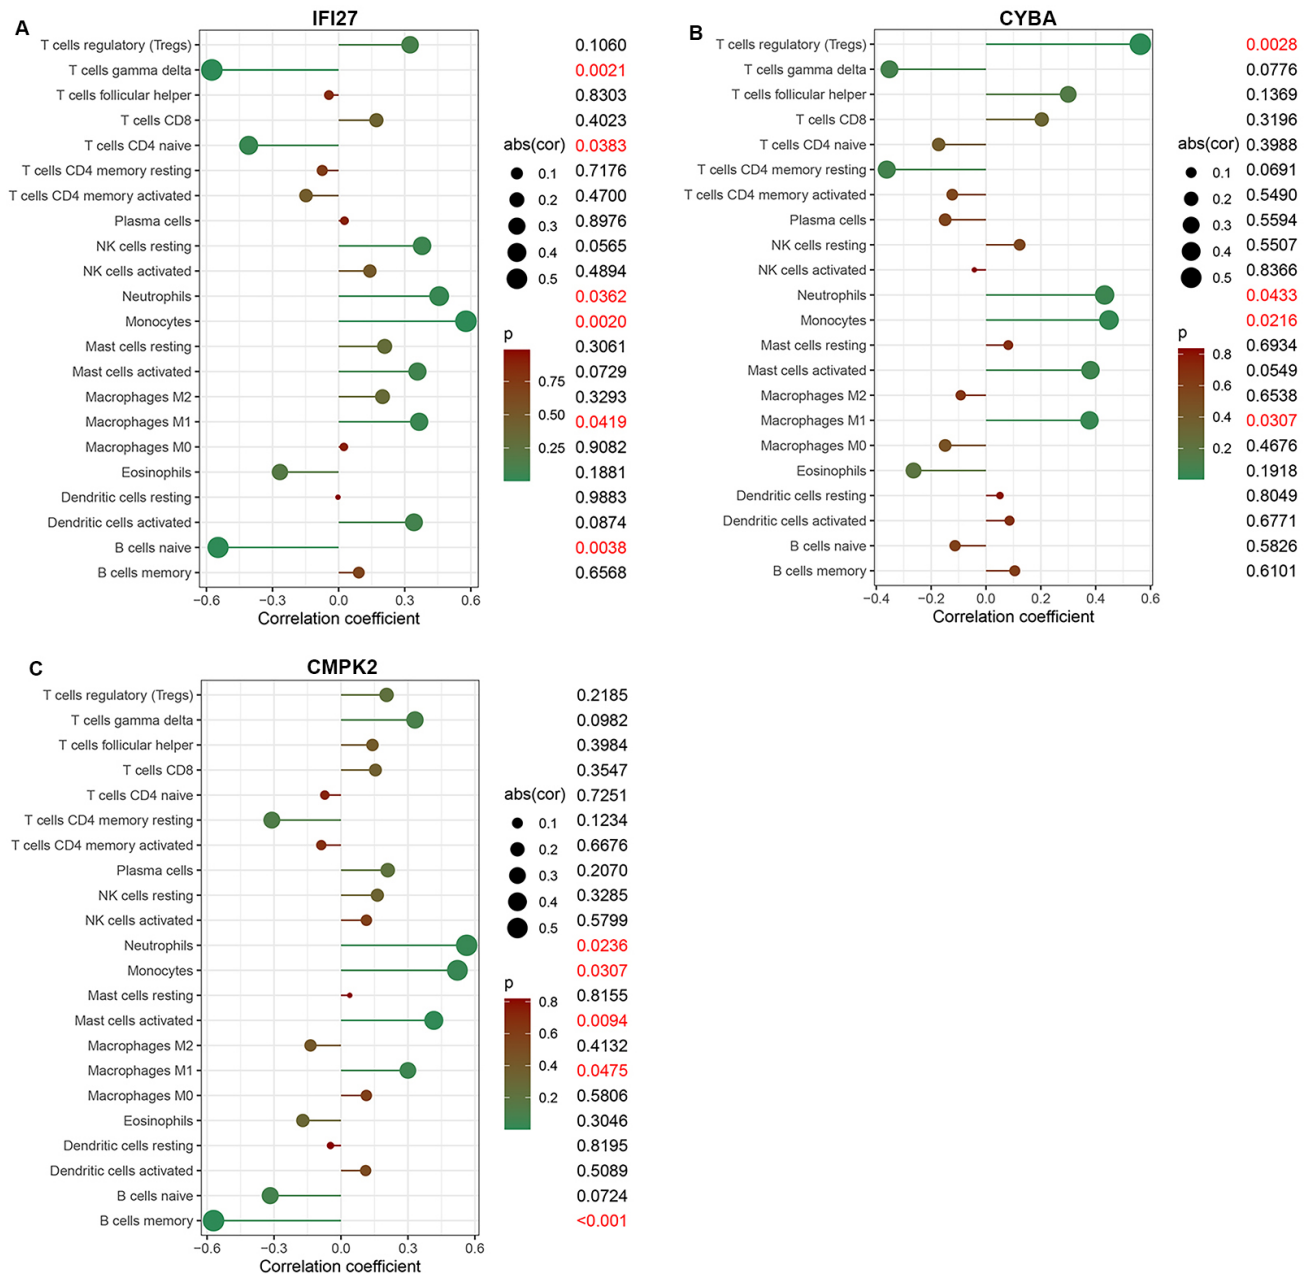 A
IFI27
T cells regulatory (Tregs) 0.1060
T cells gamma delta 0.0021
T cells follicular helper 0.8303
T cells CD8 0.4023
T cells CD4 naive 0.0383
T cells CD4 memory resting 0.7176
T cells CD4 memory activated 0.4700
Plasma cells 0.8976
NK cells resting 0.0565
NK cells activated 0.4894
Neutrophils 0.0362
Monocytes 0.0020
Mast cells resting 0.3061
Mast cells activated 0.0729
Macrophages M2 0.3293
Macrophages M1 0.0419
Macrophages M0 0.9082
Eosinophils 0.1881
Dendritic cells resting 0.9883
Dendritic cells activated 0.0874
B cells naive 0.0038
B cells memory 0.6568
−0.6 −0.3 0.0 0.3 0.6
Correlation coefficient
abs(cor)
0.1
0.2
0.3
0.4
0.5
p
0.75
0.50
0.25
B
CYBA
T cells regulatory (Tregs) 0.0028
T cells gamma delta 0.0776
T cells follicular helper 0.1369
T cells CD8 0.3196
T cells CD4 naive 0.3988
T cells CD4 memory resting 0.0691
T cells CD4 memory activated 0.5490
Plasma cells 0.5594
NK cells resting 0.5507
NK cells activated 0.8366
Neutrophils 0.0433
Monocytes 0.0216
Mast cells resting 0.6934
Mast cells activated 0.0549
Macrophages M2 0.6538
Macrophages M1 0.0307
Macrophages M0 0.4676
Eosinophils 0.1918
Dendritic cells resting 0.8049
Dendritic cells activated 0.6771
B cells naive 0.5826
B cells memory 0.6101
−0.4 −0.2 0.0 0.2 0.4 0.6
Correlation coefficient
abs(cor)
0.1
0.2
0.3
0.4
0.5
p
0.8
0.6
0.4
0.2
C
CMPK2
T cells regulatory (Tregs) 0.2185
T cells gamma delta 0.0982
T cells follicular helper 0.3984
T cells CD8 0.3547
T cells CD4 naive 0.7251
T cells CD4 memory resting 0.1234
T cells CD4 memory activated 0.6676
Plasma cells 0.2070
NK cells resting 0.3285
NK cells activated 0.5799
Neutrophils 0.0236
Monocytes 0.0307
Mast cells resting 0.8155
Mast cells activated 0.0094
Macrophages M2 0.4132
Macrophages M1 0.0475
Macrophages M0 0.5806
Eosinophils 0.3046
Dendritic cells resting 0.8195
Dendritic cells activated 0.5089
B cells naive 0.0724
B cells memory <0.001
−0.6 −0.3 0.0 0.3 0.6
Correlation coefficient
abs(cor)
0.1
0.2
0.3
0.4
0.5
p
0.8
0.6
0.4
0.2